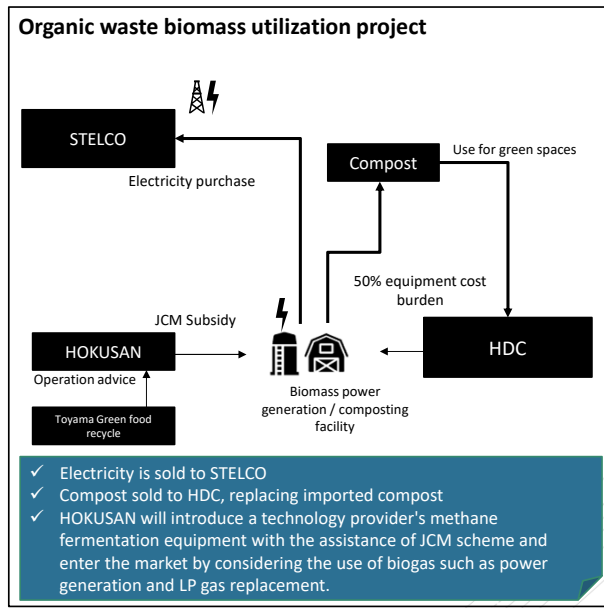 Organic waste biomass utilization project
STELCO
Electricity purchase
Compost
Use for green spaces
50% equipment cost
burden
JCM Subsidy
HOKUSAN
Operation advice
Toyama Green food
recycle
HDC
Biomass power
generation / composting
facility
✓ Electricity is sold to STELCO
✓ Compost sold to HDC, replacing imported compost
✓ HOKUSAN will introduce a technology provider's methane
fermentation equipment with the assistance of JCM scheme and
enter the market by considering the use of biogas such as power
generation and LP gas replacement.